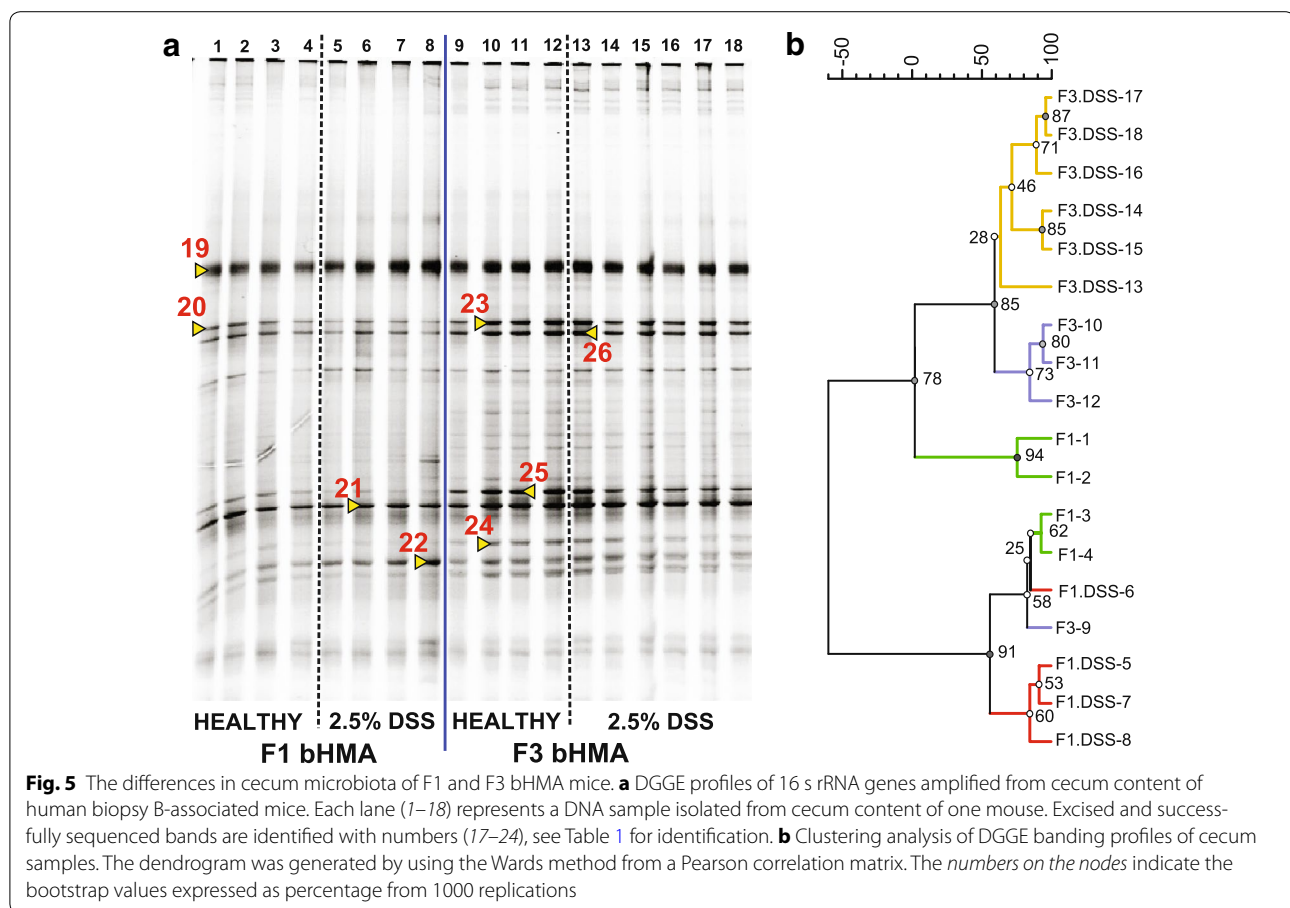 a
1 2 3 4 5 6 7 8 9 10 11 12 13 14 15 16 17 18
19
20
23
26
25
21
24
22
HEALTHY 2.5% DSS HEALTHY 2.5% DSS
F1 bHMA F3 bHMA
b
-50 0 50 100
F3.DSS-17
87
F3.DSS-18
71
F3.DSS-16
46
F3.DSS-14
85
F3.DSS-15
28
F3.DSS-13
85
F3-10
80
F3-11
73
F3-12
78
F1-1
94
F1-2
F1-3
62
F1-4
25
F1.DSS-6
58
F3-9
91
F1.DSS-5
53
F1.DSS-7
60
F1.DSS-8
Fig. 5 The differences in cecum microbiota of F1 and F3 bHMA mice. a DGGE profiles of 16 s rRNA genes amplified from cecum content of
human biopsy B-associated mice. Each lane (1–18) represents a DNA sample isolated from cecum content of one mouse. Excised and success-
fully sequenced bands are identified with numbers (17–24), see Table 1 for identification. b Clustering analysis of DGGE banding profiles of cecum
samples. The dendrogram was generated by using the Wards method from a Pearson correlation matrix. The numbers on the nodes indicate the
bootstrap values expressed as percentage from 1000 replications